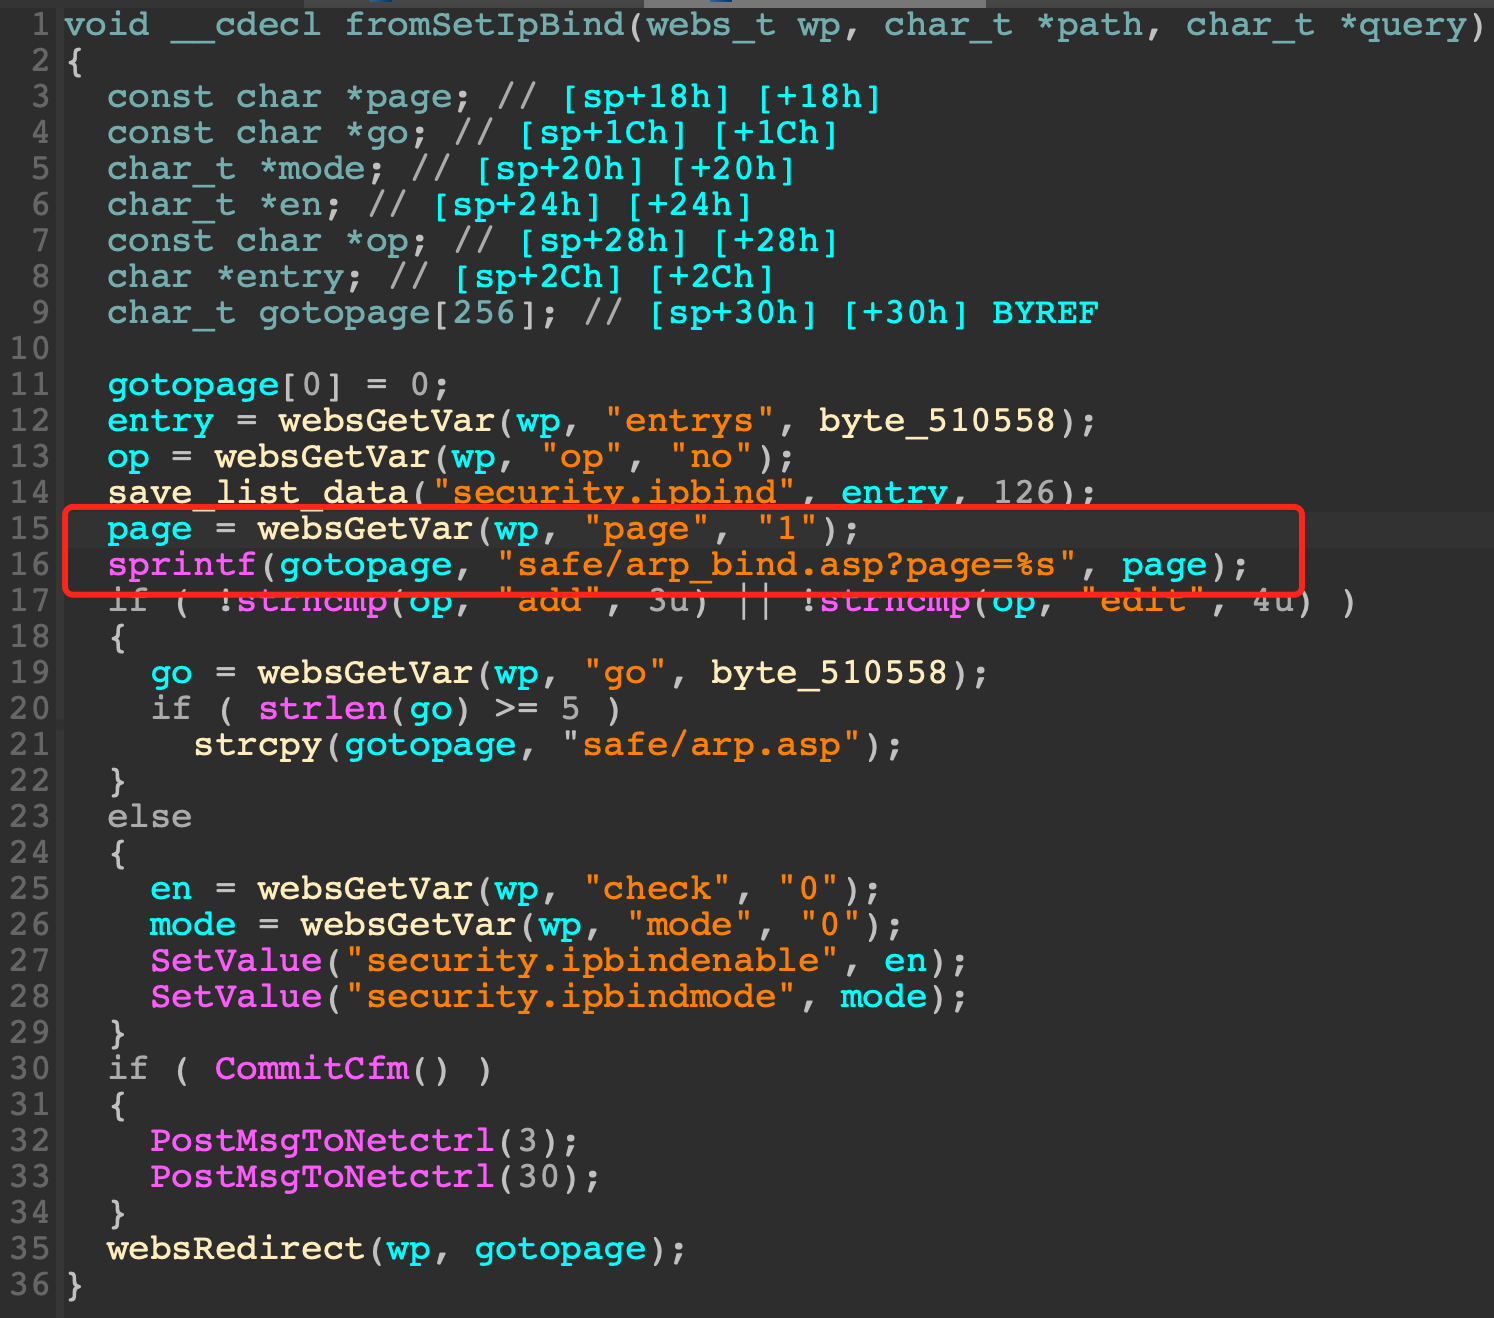 1 void __cdecl fromSetIpBind(webs_t wp, char_t *path, char_t *query)
2 {
3   const char *page; // [sp+18h] [+18h]
4   const char *go; // [sp+1Ch] [+1Ch]
5   char_t *mode; // [sp+20h] [+20h]
6   char_t *en; // [sp+24h] [+24h]
7   const char *op; // [sp+28h] [+28h]
8   char *entry; // [sp+2Ch] [+2Ch]
9   char_t gotopage[256]; // [sp+30h] [+30h] BYREF
10
11   gotopage[0] = 0;
12   entry = websGetVar(wp, "entrys", byte_510558);
13   op = websGetVar(wp, "op", "no");
14   save_list_data("security.ipbind", entry, 126);
15   page = websGetVar(wp, "page", "1");
16   sprintf(gotopage, "safe/arp_bind.asp?page=%s", page);
17   if ( !strncmp(op, "add", 3u) || !strncmp(op, "edit", 4u) )
18   {
19     go = websGetVar(wp, "go", byte_510558);
20     if ( strlen(go) >= 5 )
21       strcpy(gotopage, "safe/arp.asp");
22   }
23   else
24   {
25     en = websGetVar(wp, "check", "0");
26     mode = websGetVar(wp, "mode", "0");
27     SetValue("security.ipbindenable", en);
28     SetValue("security.ipbindmode", mode);
29   }
30   if ( CommitCfm() )
31   {
32     PostMsgToNetctrl(3);
33     PostMsgToNetctrl(30);
34   }
35   websRedirect(wp, gotopage);
36 }